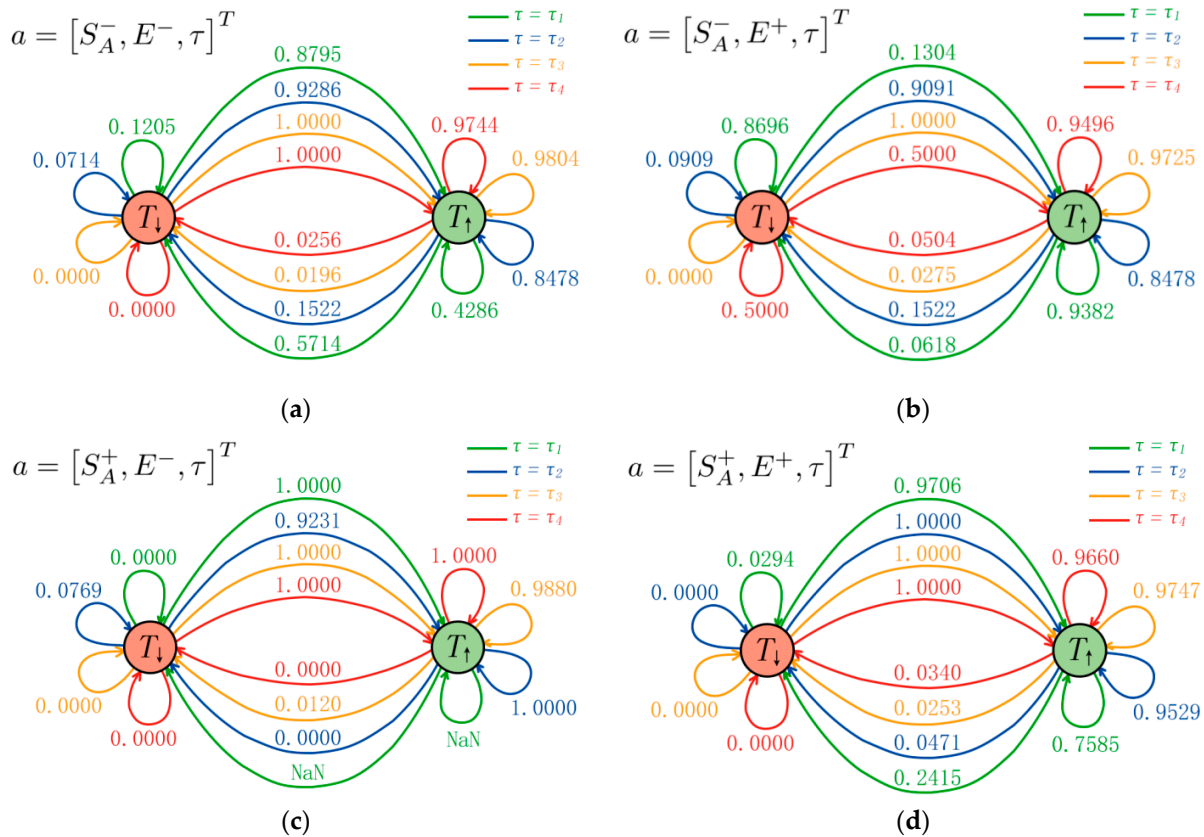 a = [S_A^-, E^-, τ]^T
τ = τ1
τ = τ2
τ = τ3
τ = τ4
0.8795
0.9286
1.0000
1.0000
0.1205
0.0714
0.0000
0.0000
T↓
T↑
0.9744
0.9804
0.8478
0.4286
0.0256
0.0196
0.1522
0.5714
(a)
a = [S_A^-, E^+, τ]^T
τ = τ1
τ = τ2
τ = τ3
τ = τ4
0.1304
0.9091
1.0000
0.5000
0.8696
0.0909
0.0000
0.5000
T↓
T↑
0.9496
0.9725
0.8478
0.9382
0.0504
0.0275
0.1522
0.0618
(b)
a = [S_A^+, E^-, τ]^T
τ = τ1
τ = τ2
τ = τ3
τ = τ4
1.0000
0.9231
1.0000
1.0000
0.0000
0.0769
0.0000
0.0000
T↓
T↑
1.0000
0.9880
1.0000
NaN
0.0000
0.0120
0.0000
NaN
(c)
a = [S_A^+, E^+, τ]^T
τ = τ1
τ = τ2
τ = τ3
τ = τ4
0.9706
1.0000
1.0000
1.0000
0.0294
0.0000
0.0000
0.0000
T↓
T↑
0.9660
0.9747
0.9529
0.7585
0.0340
0.0253
0.0471
0.2415
(d)